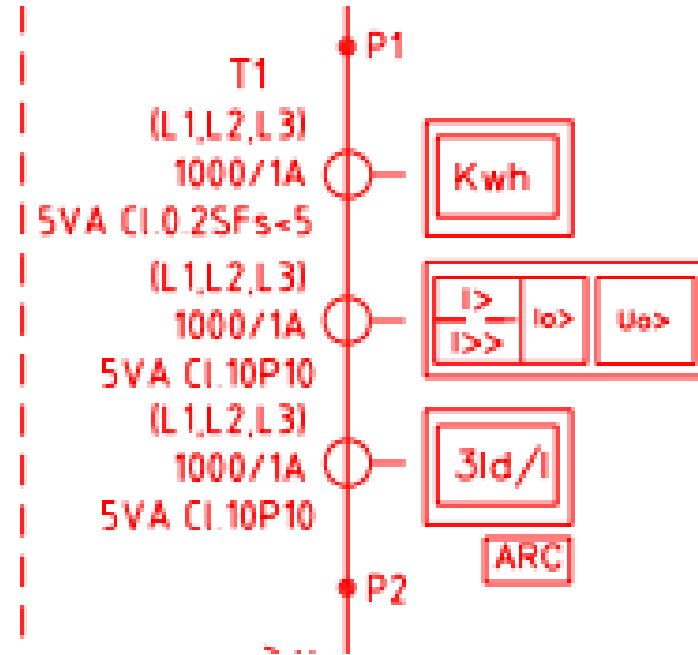 P1
T1
(L1,L2,L3)
1000/1A
Kwh
5VA Cl.0.2SFs<5
(L1,L2,L3)
1000/1A
I>
I>>
Io>
Uo>
5VA Cl.10P10
(L1,L2,L3)
1000/1A
3Id/I
5VA Cl.10P10
ARC
P2